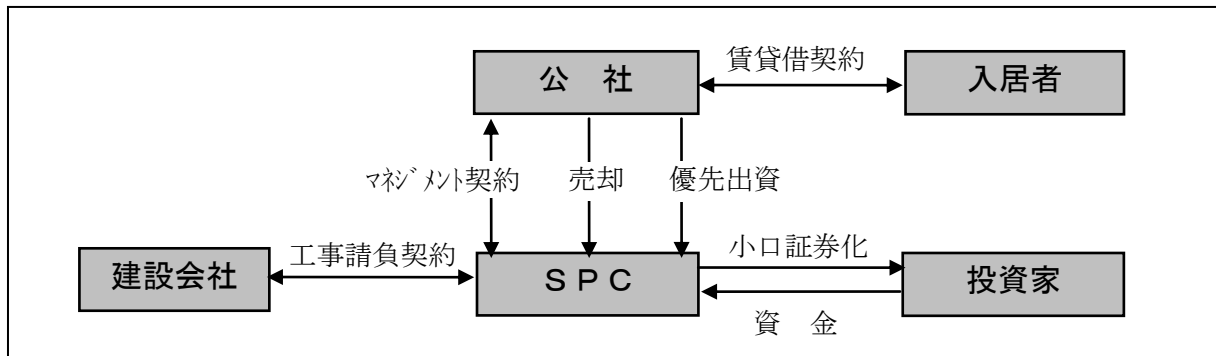 公　社
賃貸借契約
入居者
マネジメント契約
売却
優先出資
建設会社
工事請負契約
ＳＰＣ
小口証券化
資　金
投資家